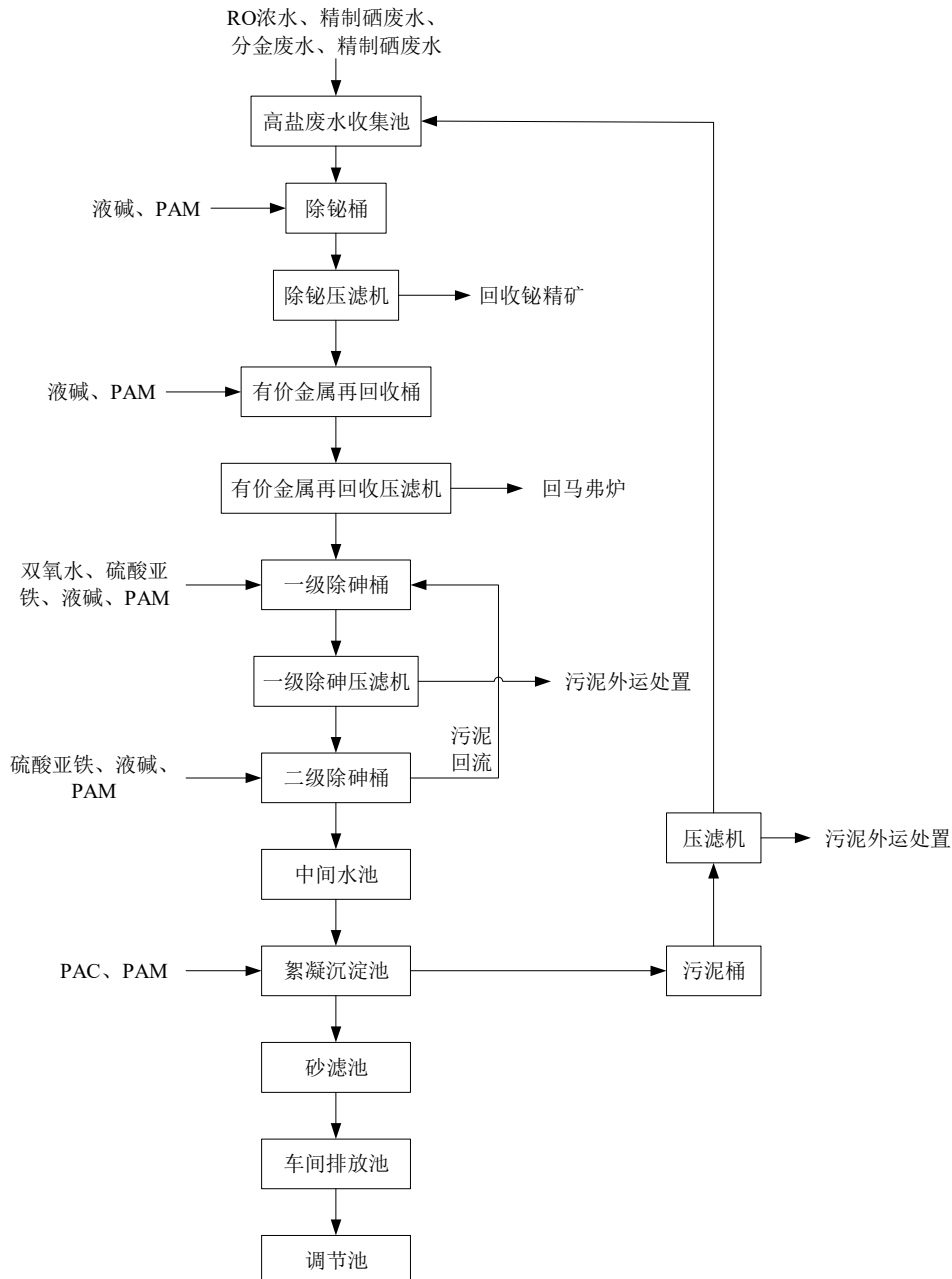 RO浓水、精制硒废水、
分金废水、精制硒废水
高盐废水收集池
液碱、PAM
除铋桶
除铋压滤机
回收铋精矿
液碱、PAM
有价金属再回收桶
有价金属再回收压滤机
回马弗炉
双氧水、硫酸亚
铁、液碱、PAM
一级除砷桶
一级除砷压滤机
污泥外运处置
污泥
回流
硫酸亚铁、液碱、
PAM
二级除砷桶
压滤机
污泥外运处置
中间水池
PAC、PAM
絮凝沉淀池
污泥桶
砂滤池
车间排放池
调节池